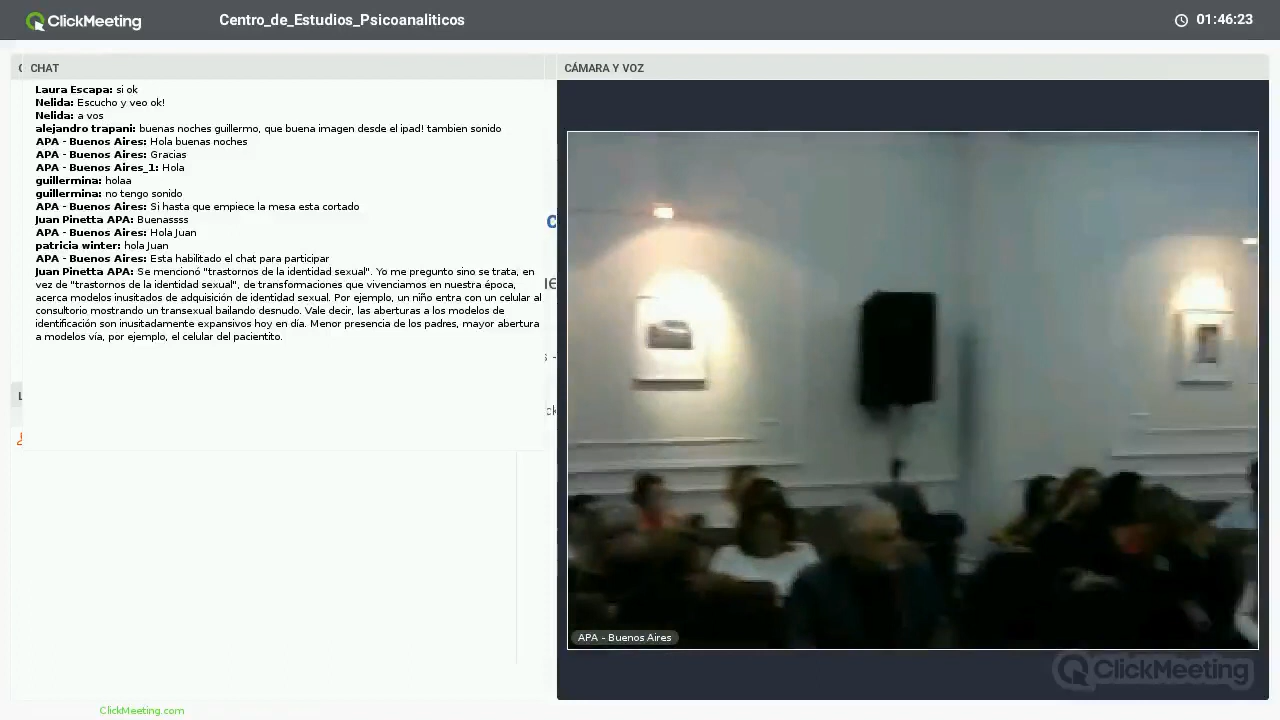 ClickMeeting
Centro_de_Estudios_Psicoanaliticos
01:46:23
CHAT
CÁMARA Y VOZ
Laura Escapa: si ok
Nelida: Escucho y veo ok!
Nelida: a vos
alejandro trapani: buenas noches guillermo, que buena imagen desde el ipad! tambien sonido
APA - Buenos Aires: Hola buenas noches
APA - Buenos Aires: Gracias
APA - Buenos Aires_1: Hola
guillermina: holaa
guillermina: no tengo sonido
APA - Buenos Aires: Si hasta que empiece la mesa esta cortado
Juan Pinetta APA: Buenassss
APA - Buenos Aires: Hola Juan
patricia winter: hola Juan
APA - Buenos Aires: Esta habilitado el chat para participar
Juan Pinetta APA: Se mencionó "trastornos de la identidad sexual". Yo me pregunto sino se trata, en
vez de "trastornos de la identidad sexual", de transformaciones que vivenciamos en nuestra época,
acerca modelos inusitados de adquisición de identidad sexual. Por ejemplo, un niño entra con un celular al
consultorio mostrando un transexual bailando desnudo. Vale decir, las aberturas a los modelos de
identificación son inusitadamente expansivos hoy en día. Menor presencia de los padres, mayor abertura
a modelos vía, por ejemplo, el celular del pacientito.
APA - Buenos Aires
ClickMeeting
ClickMeeting.com